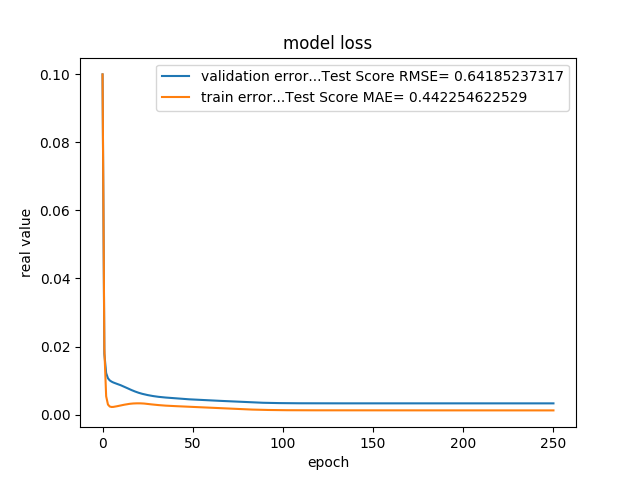 model loss
validation error...Test Score RMSE= 0.64185237317
train error...Test Score MAE= 0.442254622529
real value
0.10
0.08
0.06
0.04
0.02
0.00
0 50 100 150 200 250
epoch